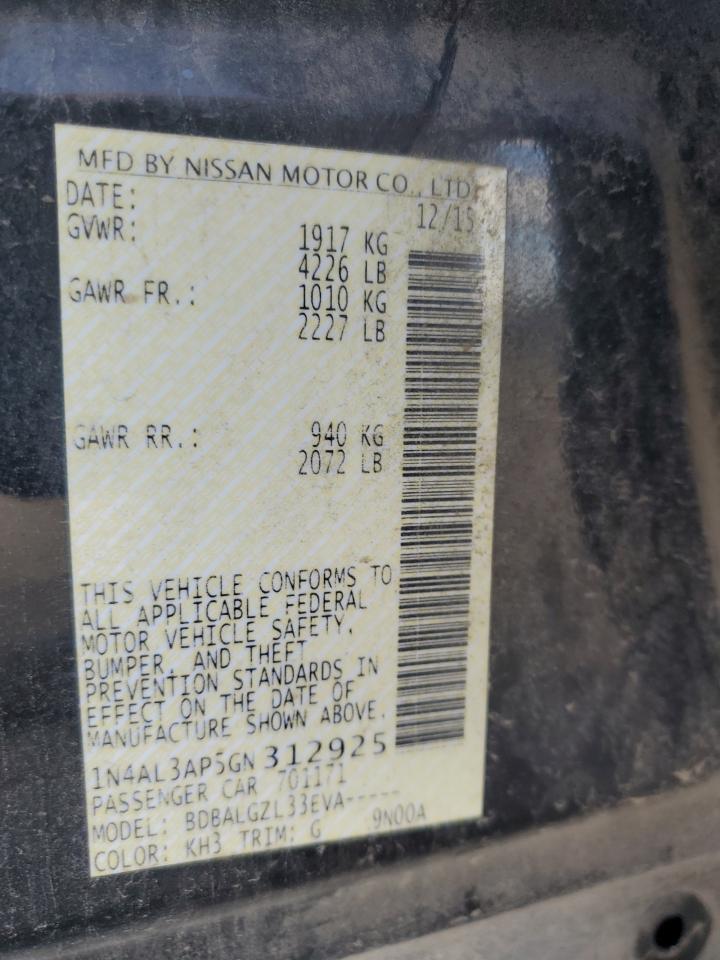 MFD BY NISSAN MOTOR CO., LTD.
DATE: 12/15
GVWR: 1917 KG
4226 LB
GAWR FR.: 1010 KG
2227 LB
GAWR RR.: 940 KG
2072 LB
THIS VEHICLE CONFORMS TO
ALL APPLICABLE FEDERAL
MOTOR VEHICLE SAFETY,
BUMPER, AND THEFT
PREVENTION STANDARDS IN
EFFECT ON THE DATE OF
MANUFACTURE SHOWN ABOVE.
1N4AL3AP5GN312925
PASSENGER CAR 701171
MODEL: BDBALGZL33EVA-----
COLOR: KH3 TRIM: G 9N00A